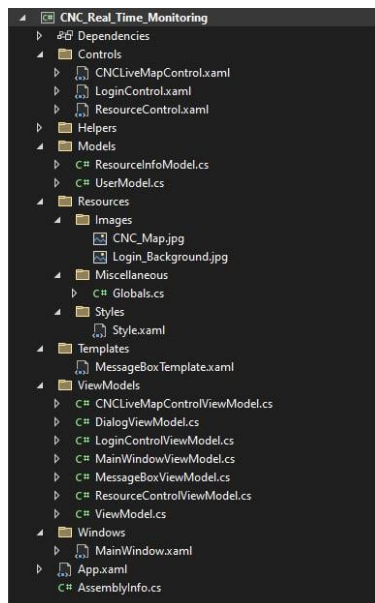 CNC_Real_Time_Monitoring
Dependencies
Controls
CNCLiveMapControl.xaml
LoginControl.xaml
ResourceControl.xaml
Helpers
Models
C# ResourceInfoModel.cs
C# UserModel.cs
Resources
Images
CNC_Map.jpg
Login_Background.jpg
Miscellaneous
C# Globals.cs
Styles
Style.xaml
Templates
MessageBoxTemplate.xaml
ViewModels
C# CNCLiveMapControlViewModel.cs
C# DialogViewModel.cs
C# LoginControlViewModel.cs
C# MainWindowViewModel.cs
C# MessageBoxViewModel.cs
C# ResourceControlViewModel.cs
C# ViewModel.cs
Windows
MainWindow.xaml
App.xaml
C# AssemblyInfo.cs